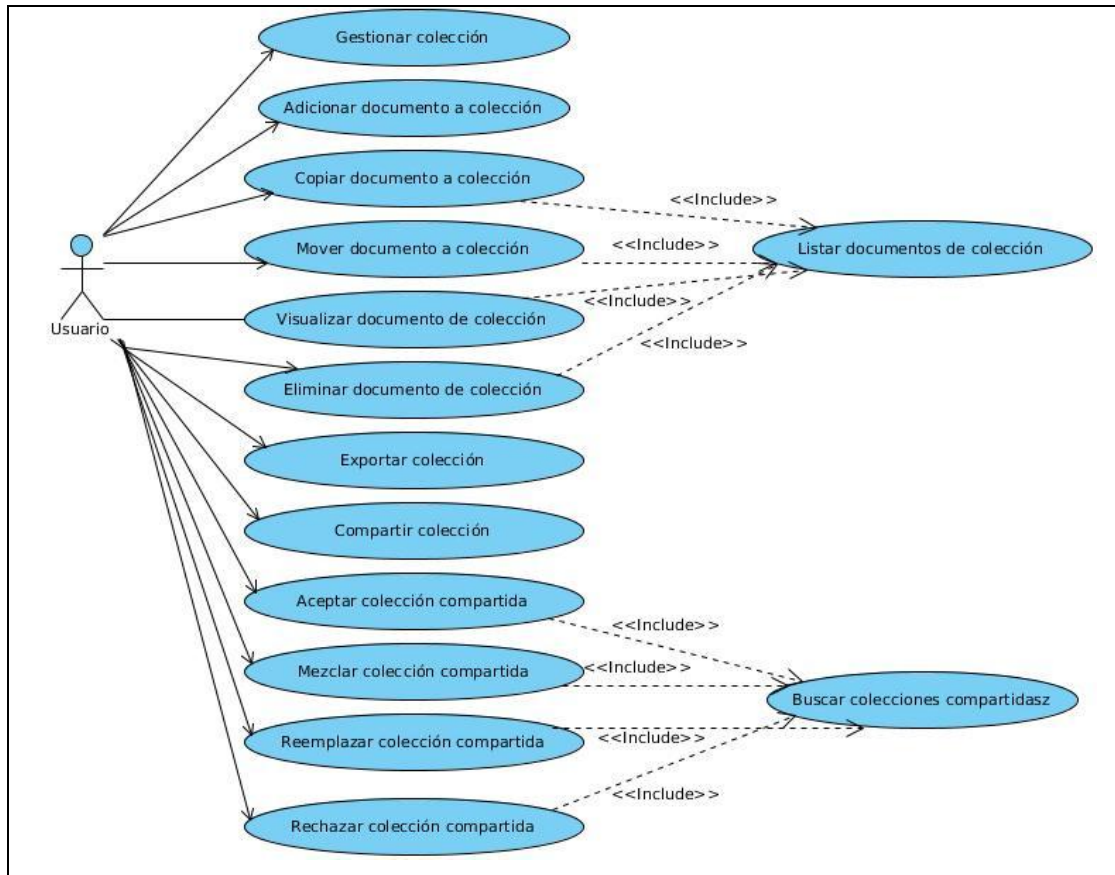 Gestionar colección
Adicionar documento a colección
Copiar documento a colección
<<Include>>
Mover documento a colección
<<Include>>
Listar documentos de colección
Usuario
Visualizar documento de colección
<<Include>>
<<Include>>
Eliminar documento de colección
Exportar colección
Compartir colección
Aceptar colección compartida
<<Include>>
Mezclar colección compartida
<<Include>>
Buscar colecciones compartidasz
Reemplazar colección compartida
<<Include>>
<<Include>>
Rechazar colección compartida